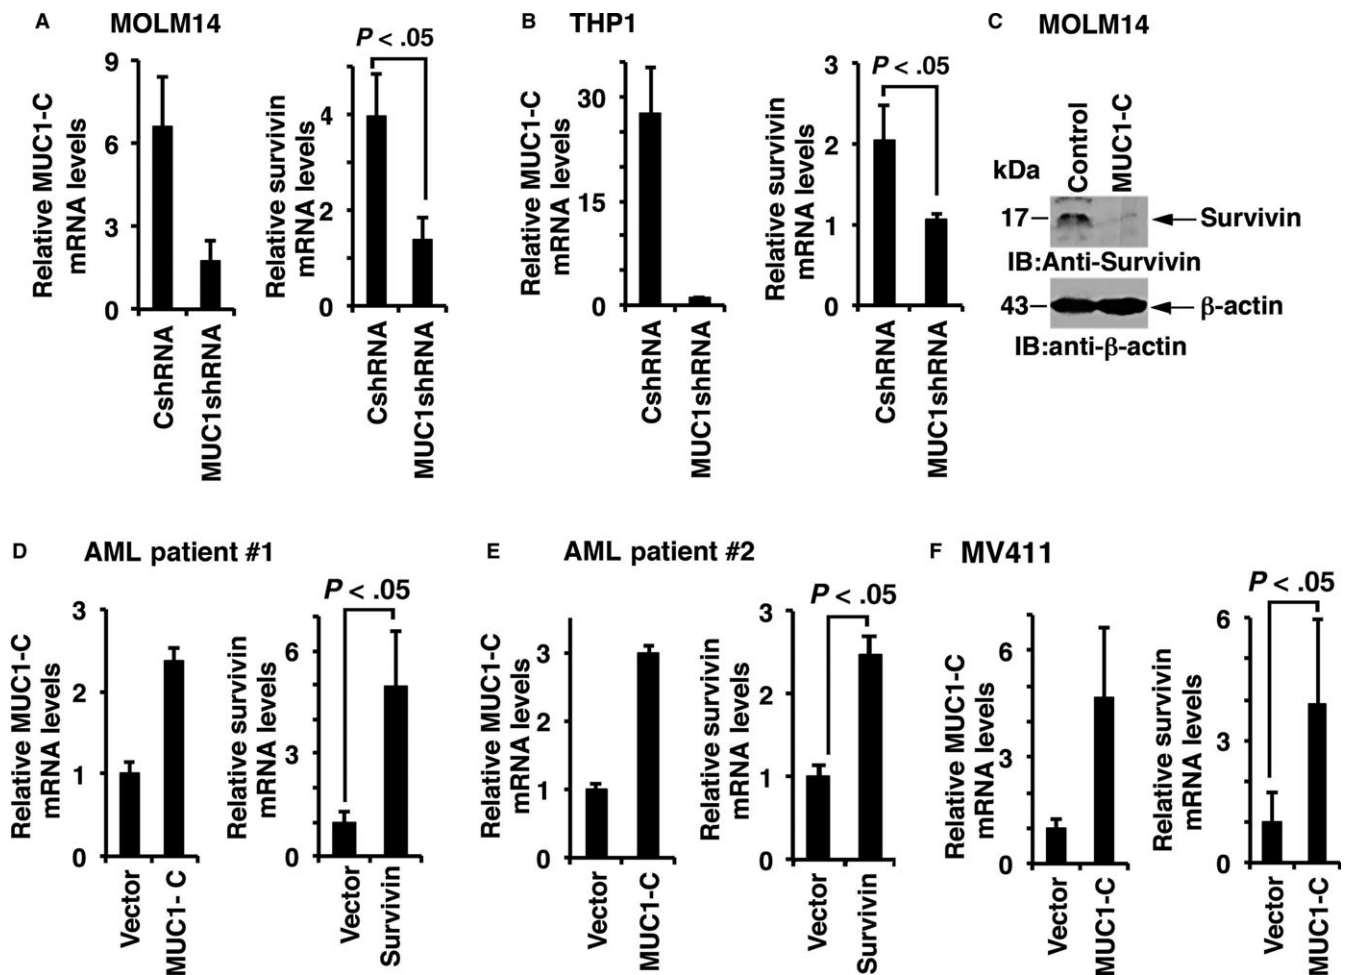 A MOLM14
Relative MUC1-C
mRNA levels
9
6
3
0
CshRNA
MUC1shRNA
P < .05
Relative survivin
mRNA levels
4
2
0
CshRNA
MUC1shRNA
B THP1
Relative MUC1-C
mRNA levels
30
15
0
CshRNA
MUC1shRNA
P < .05
Relative survivin
mRNA levels
3
2
1
0
CshRNA
MUC1shRNA
C MOLM14
kDa
Control
MUC1-C
17
Survivin
IB:Anti-Survivin
43
β-actin
IB:anti-β-actin
D AML patient #1
Relative MUC1-C
mRNA levels
3
2
1
0
Vector
MUC1- C
P < .05
Relative survivin
mRNA levels
6
3
0
Vector
Survivin
E AML patient #2
Relative MUC1-C
mRNA levels
3
2
1
0
Vector
MUC1-C
P < .05
Relative survivin
mRNA levels
3
2
1
0
Vector
Survivin
F MV411
Relative MUC1-C
mRNA levels
6
3
0
Vector
MUC1-C
P < .05
Relative survivin
mRNA levels
6
3
0
Vector
MUC1-C